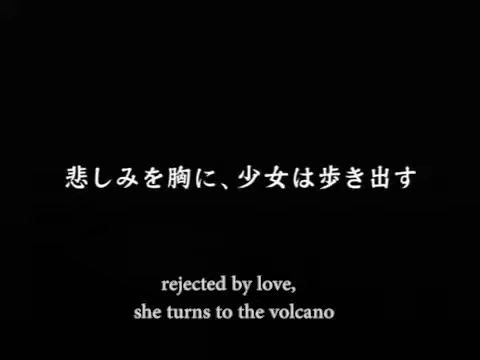 悲しみを胸に、少女は歩き出す
rejected by love,
she turns to the volcano